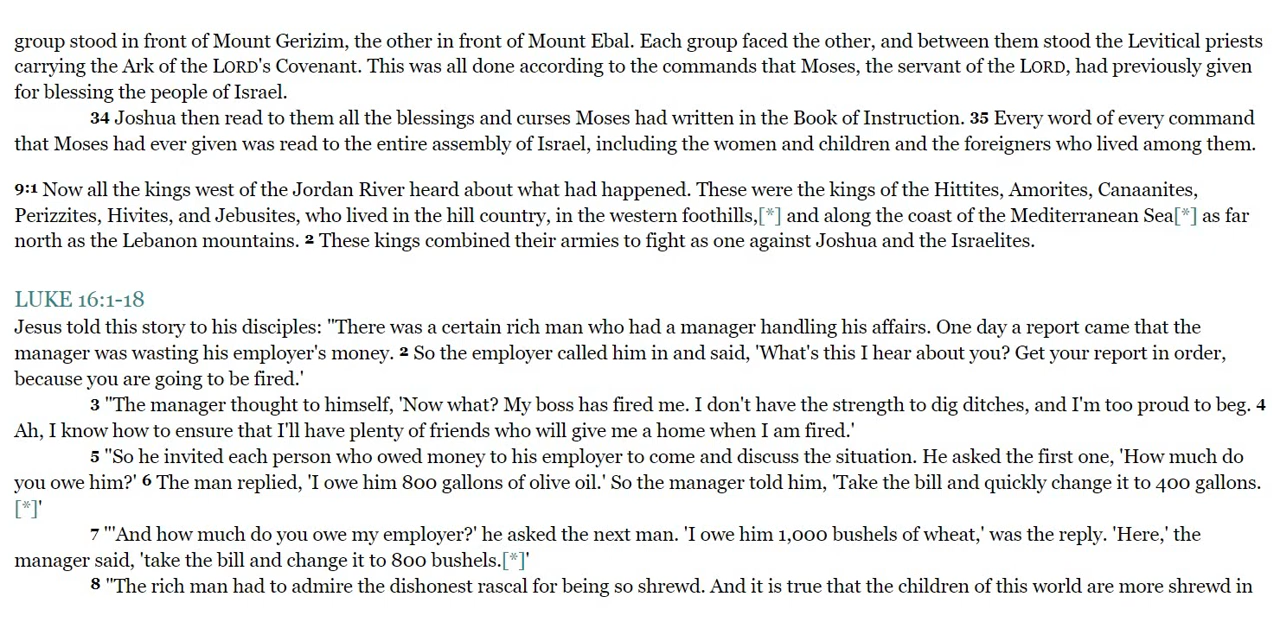 group stood in front of Mount Gerizim, the other in front of Mount Ebal. Each group faced the other, and between them stood the Levitical priests
carrying the Ark of the LORD's Covenant. This was all done according to the commands that Moses, the servant of the LORD, had previously given
for blessing the people of Israel.
34 Joshua then read to them all the blessings and curses Moses had written in the Book of Instruction. 35 Every word of every command
that Moses had ever given was read to the entire assembly of Israel, including the women and children and the foreigners who lived among them.
9:1 Now all the kings west of the Jordan River heard about what had happened. These were the kings of the Hittites, Amorites, Canaanites,
Perizzites, Hivites, and Jebusites, who lived in the hill country, in the western foothills,[*] and along the coast of the Mediterranean Sea[*] as far
north as the Lebanon mountains. 2 These kings combined their armies to fight as one against Joshua and the Israelites.
LUKE 16:1-18
Jesus told this story to his disciples: "There was a certain rich man who had a manager handling his affairs. One day a report came that the
manager was wasting his employer's money. 2 So the employer called him in and said, 'What's this I hear about you? Get your report in order,
because you are going to be fired.'
3 "The manager thought to himself, 'Now what? My boss has fired me. I don't have the strength to dig ditches, and I'm too proud to beg. 4
Ah, I know how to ensure that I'll have plenty of friends who will give me a home when I am fired.'
5 "So he invited each person who owed money to his employer to come and discuss the situation. He asked the first one, 'How much do
you owe him?' 6 The man replied, 'I owe him 800 gallons of olive oil.' So the manager told him, 'Take the bill and quickly change it to 400 gallons.
[*]'
7 "'And how much do you owe my employer?' he asked the next man. 'I owe him 1,000 bushels of wheat,' was the reply. 'Here,' the
manager said, 'take the bill and change it to 800 bushels.[*]'
8 "The rich man had to admire the dishonest rascal for being so shrewd. And it is true that the children of this world are more shrewd in